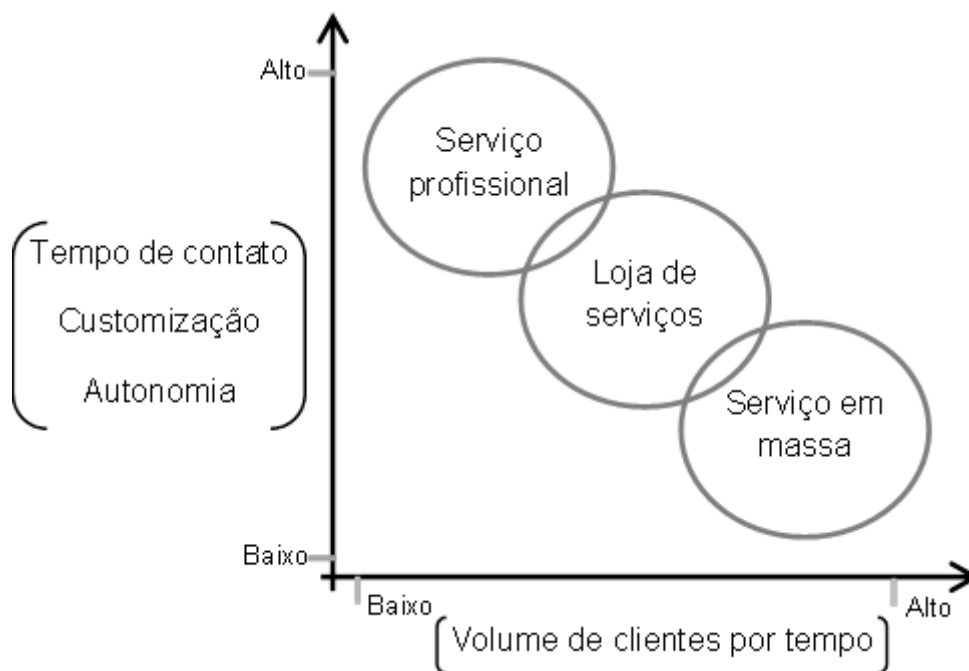 Alto
Serviço
profissional
Tempo de contato
Customização
Autonomia
Loja de
serviços
Serviço em
massa
Baixo
Baixo
Alto
Volume de clientes por tempo